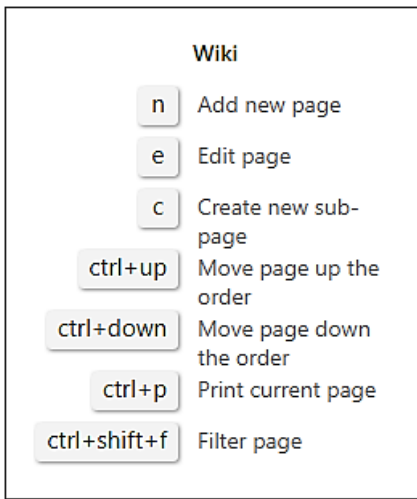 Wiki
n Add new page
e Edit page
c Create new sub-
page
ctrl+up Move page up the
order
ctrl+down Move page down
the order
ctrl+p Print current page
ctrl+shift+f Filter page